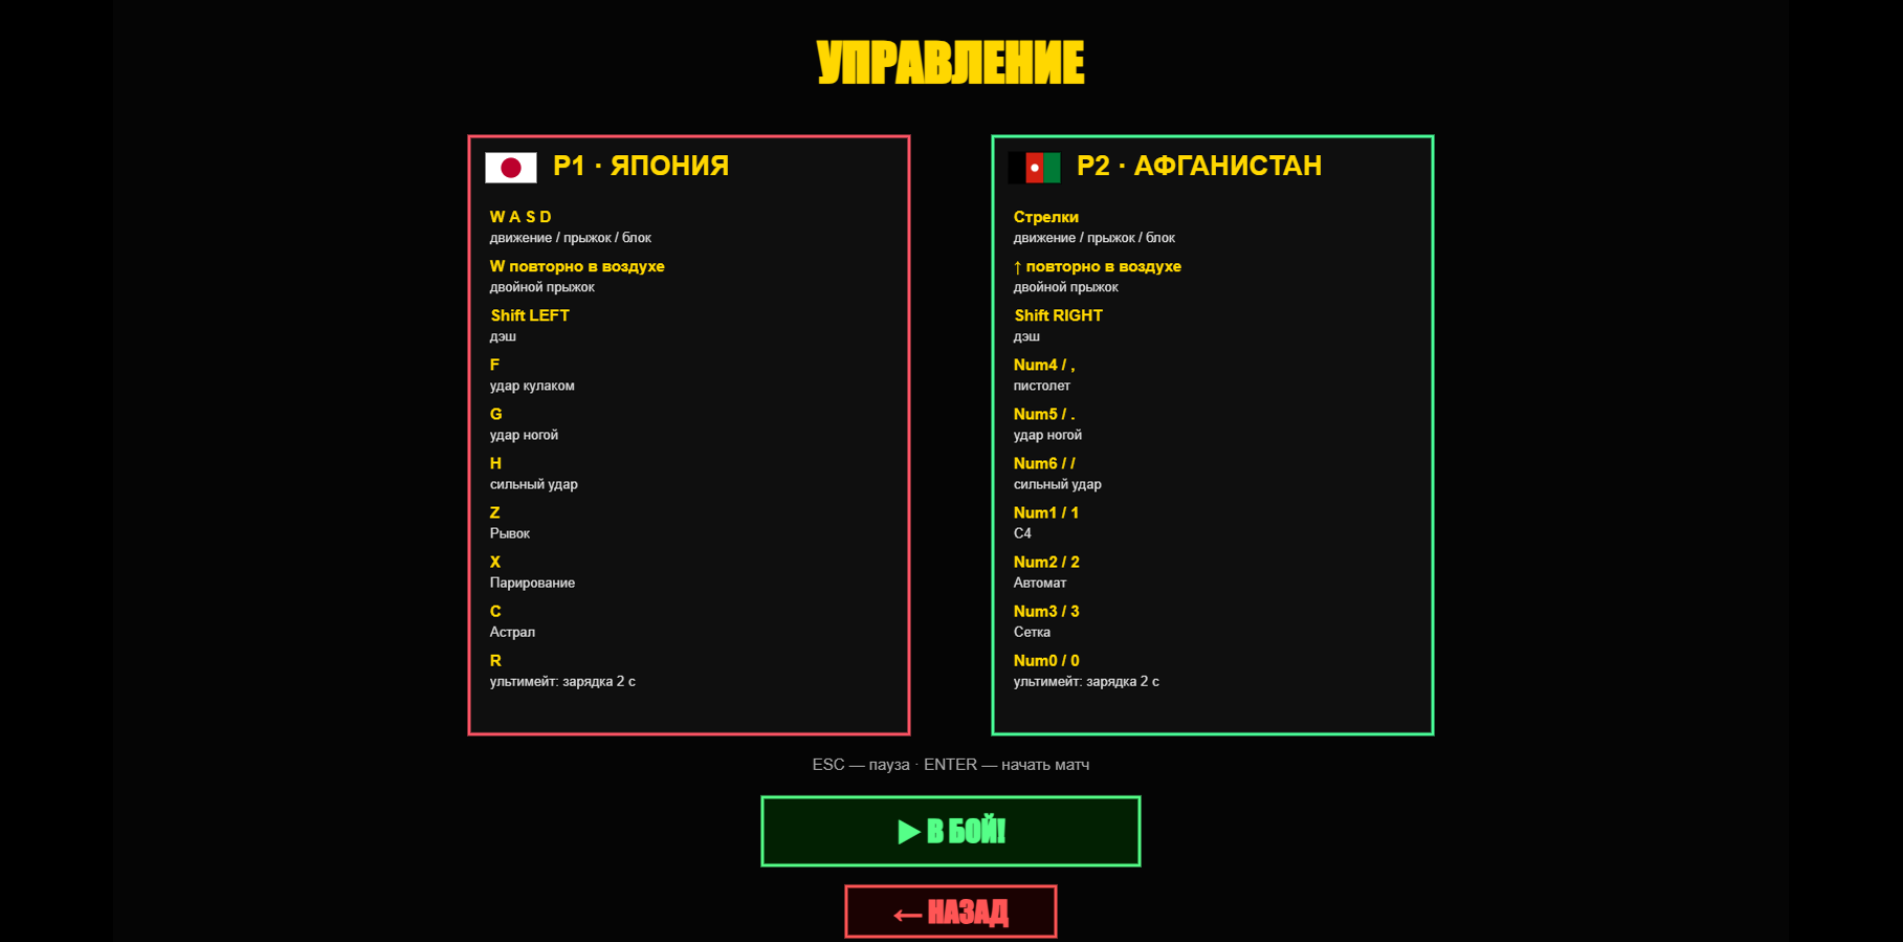 УПРАВЛЕНИЕ
P1 · ЯПОНИЯ
W A S D
движение / прыжок / блок
W повторно в воздухе
двойной прыжок
Shift LEFT
дэш
F
удар кулаком
G
удар ногой
H
сильный удар
Z
Рывок
X
Парирование
C
Астрал
R
ультимейт: зарядка 2 с
P2 · АФГАНИСТАН
Стрелки
движение / прыжок / блок
↑ повторно в воздухе
двойной прыжок
Shift RIGHT
дэш
Num4 / ,
пистолет
Num5 / .
удар ногой
Num6 / /
сильный удар
Num1 / 1
C4
Num2 / 2
Автомат
Num3 / 3
Сетка
Num0 / 0
ультимейт: зарядка 2 с
ESC — пауза · ENTER — начать матч
▶ В БОЙ!
← НАЗАД